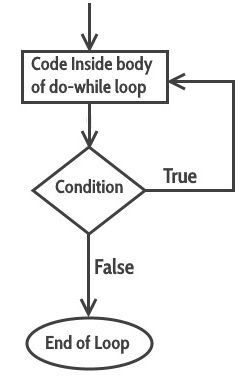 Code Inside body
of do-while loop
Condition
True
False
End of Loop